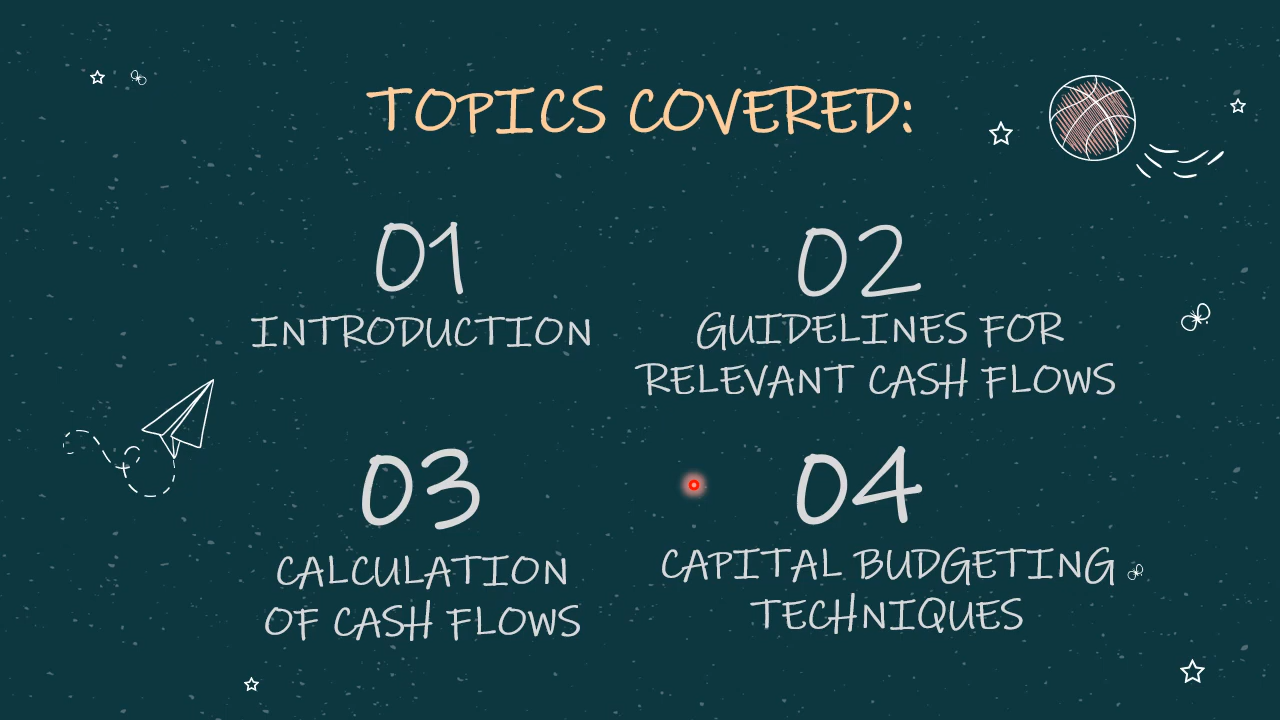 TOPICS COVERED:
01
INTRODUCTION
02
GUIDELINES FOR
RELEVANT CASH FLOWS
03
CALCULATION
OF CASH FLOWS
04
CAPITAL BUDGETING
TECHNIQUES